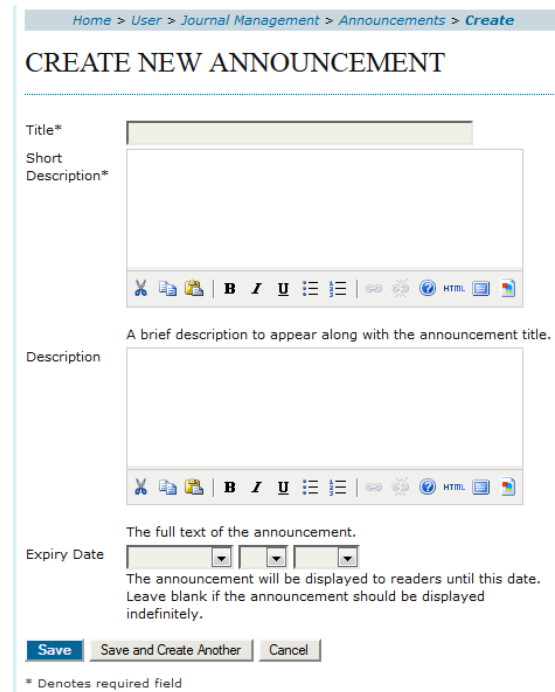 Home > User > Journal Management > Announcements > Create
CREATE NEW ANNOUNCEMENT
Title*
Short
Description*
B I U HTML
A brief description to appear along with the announcement title.
Description
B I U HTML
The full text of the announcement.
Expiry Date
The announcement will be displayed to readers until this date.
Leave blank if the announcement should be displayed
indefinitely.
Save Save and Create Another Cancel
* Denotes required field